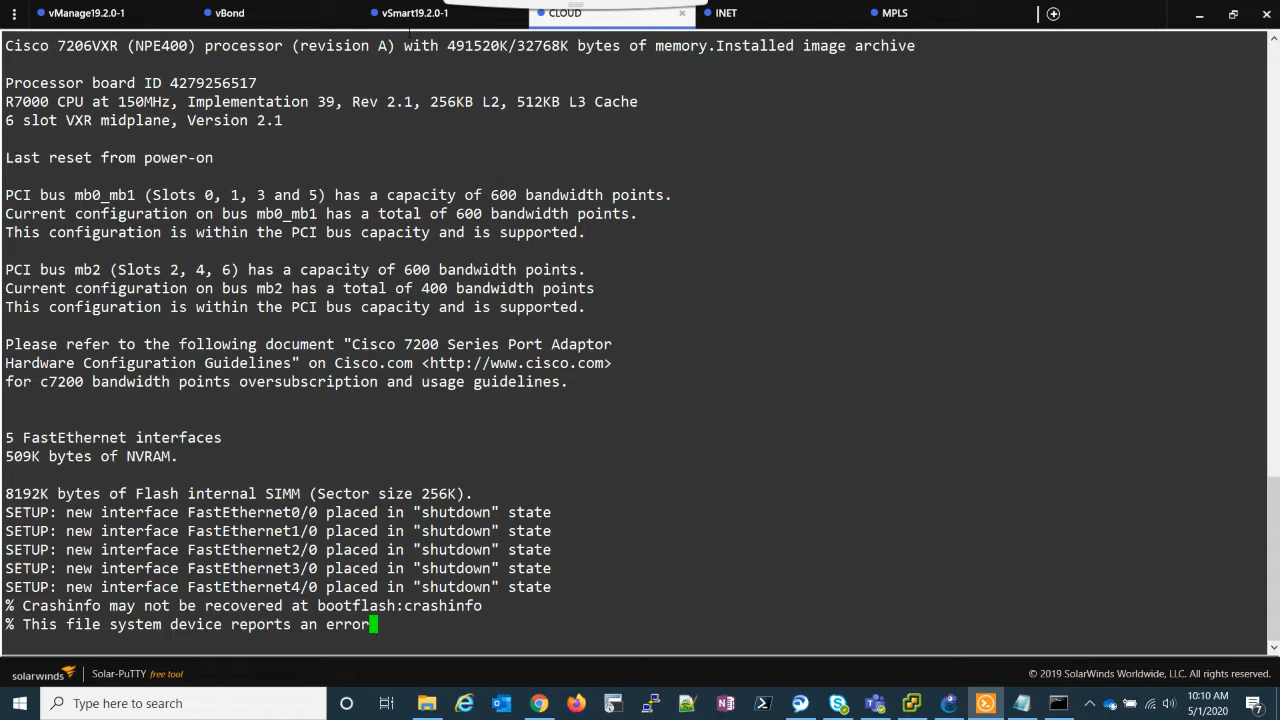 vManage19.2.0-1
vBond
vSmart19.2.0-1
CLOUD
INET
MPLS
Cisco 7206VXR (NPE400) processor (revision A) with 491520K/32768K bytes of memory.Installed image archive
Processor board ID 4279256517
R7000 CPU at 150MHz, Implementation 39, Rev 2.1, 256KB L2, 512KB L3 Cache
6 slot VXR midplane, Version 2.1
Last reset from power-on
PCI bus mb0_mb1 (Slots 0, 1, 3 and 5) has a capacity of 600 bandwidth points.
Current configuration on bus mb0_mb1 has a total of 600 bandwidth points.
This configuration is within the PCI bus capacity and is supported.
PCI bus mb2 (Slots 2, 4, 6) has a capacity of 600 bandwidth points.
Current configuration on bus mb2 has a total of 400 bandwidth points
This configuration is within the PCI bus capacity and is supported.
Please refer to the following document "Cisco 7200 Series Port Adaptor
Hardware Configuration Guidelines" on Cisco.com <http://www.cisco.com>
for c7200 bandwidth points oversubscription and usage guidelines.
5 FastEthernet interfaces
509K bytes of NVRAM.
8192K bytes of Flash internal SIMM (Sector size 256K).
SETUP: new interface FastEthernet0/0 placed in "shutdown" state
SETUP: new interface FastEthernet1/0 placed in "shutdown" state
SETUP: new interface FastEthernet2/0 placed in "shutdown" state
SETUP: new interface FastEthernet3/0 placed in "shutdown" state
SETUP: new interface FastEthernet4/0 placed in "shutdown" state
% Crashinfo may not be recovered at bootflash:crashinfo
% This file system device reports an error
solarwinds Solar-PuTTY free tool
© 2019 SolarWinds Worldwide, LLC. All rights reserved.
Type here to search
10:10 AM
5/1/2020